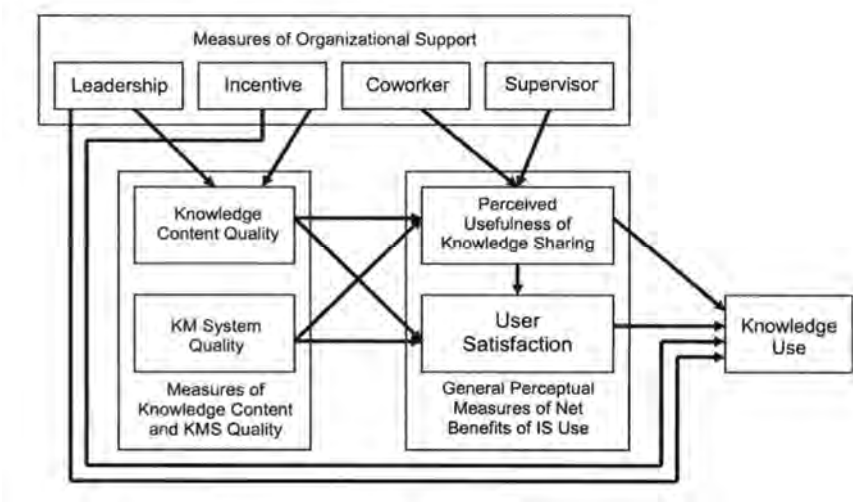 Measures of Organizational Support
Leadership
Incentive
Coworker
Supervisor
Knowledge
Content Quality
KM System
Quality
Measures of
Knowledge Content
and KMS Quality
Perceived
Usefulness of
Knowledge Sharing
User
Satisfaction
General Perceptual
Measures of Net
Benefits of IS Use
Knowledge
Use